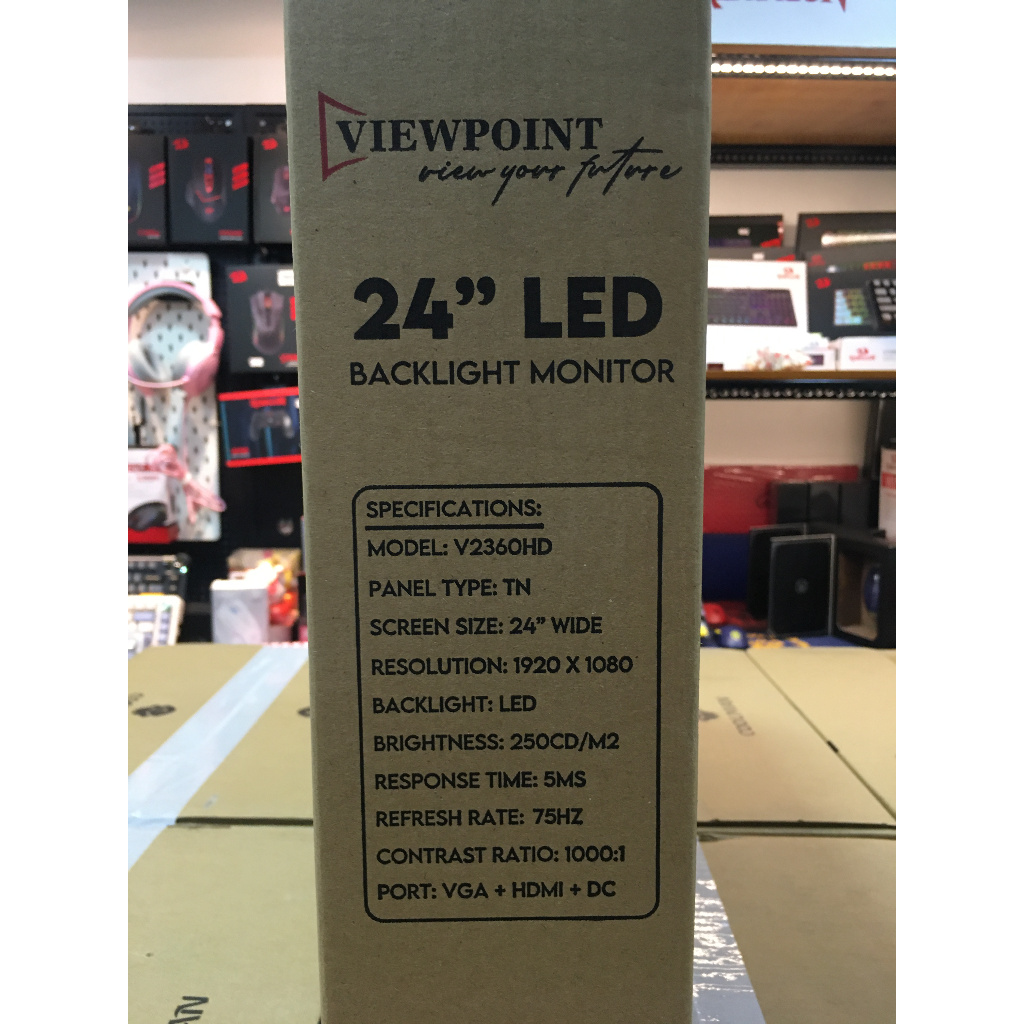 VIEWPOINT
view your future
24” LED
BACKLIGHT MONITOR
SPECIFICATIONS:
MODEL: V2360HD
PANEL TYPE: TN
SCREEN SIZE: 24” WIDE
RESOLUTION: 1920 X 1080
BACKLIGHT: LED
BRIGHTNESS: 250CD/M2
RESPONSE TIME: 5MS
REFRESH RATE: 75HZ
CONTRAST RATIO: 1000:1
PORT: VGA + HDMI + DC